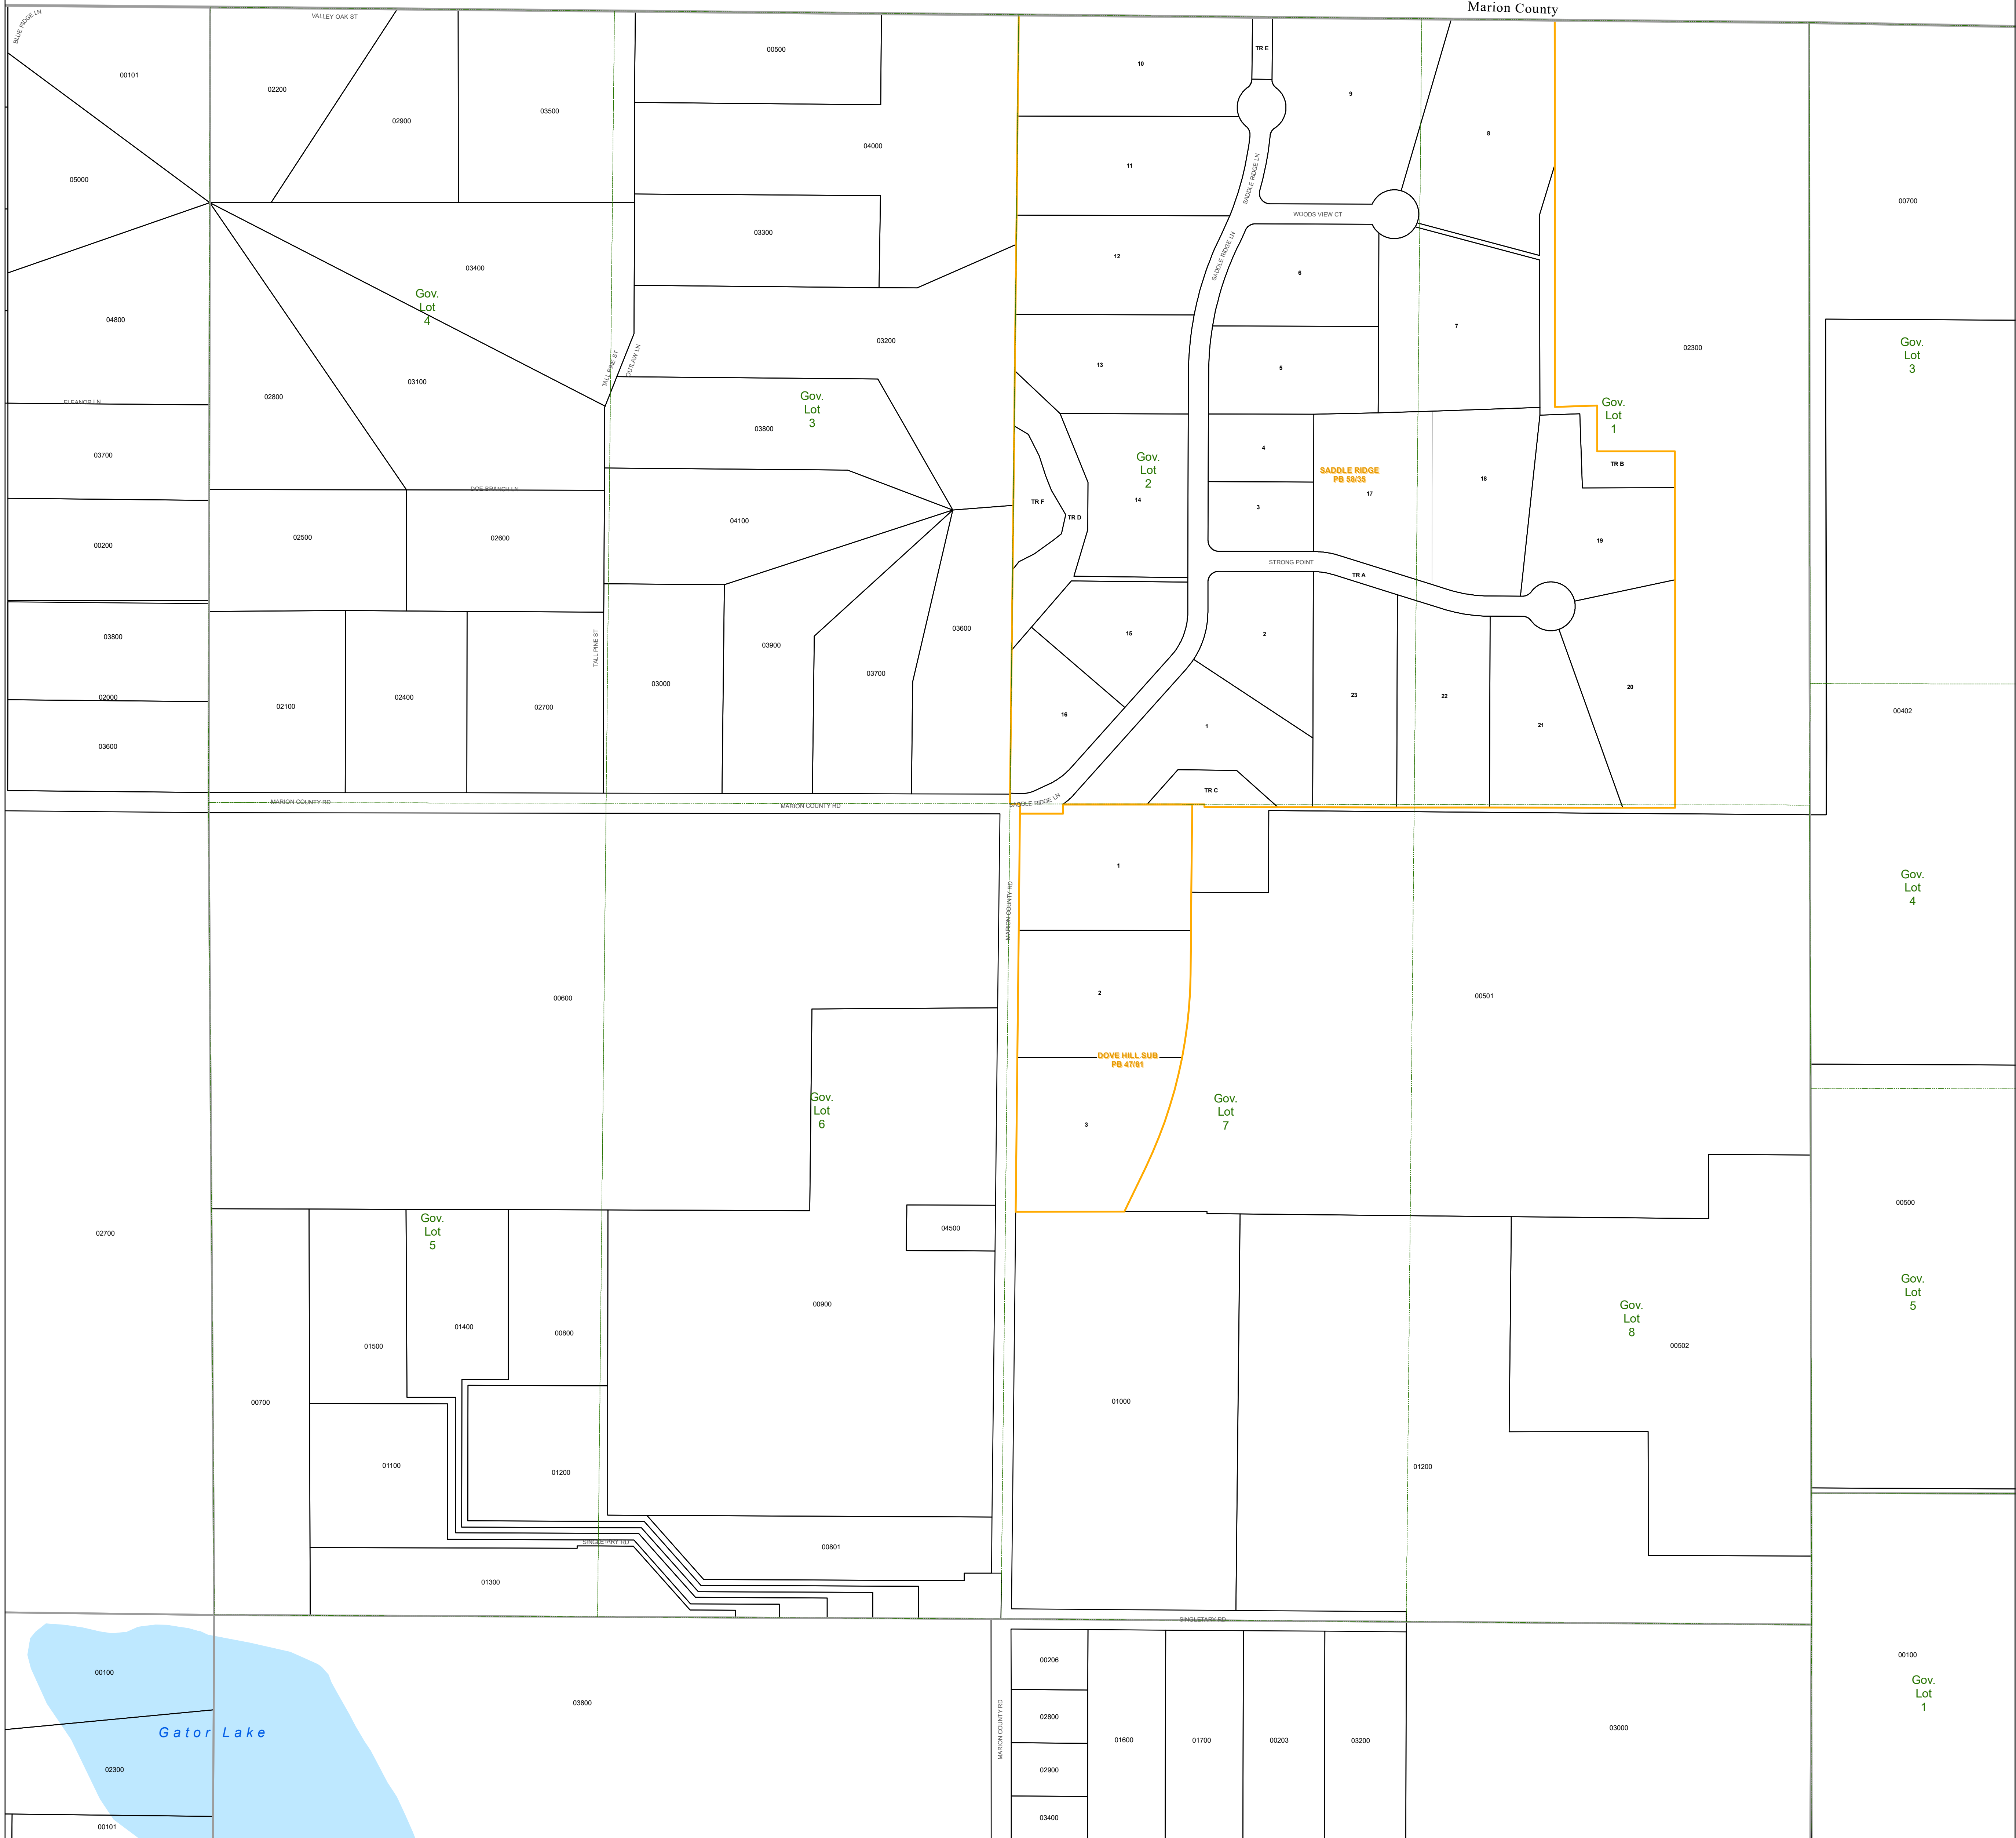 Marion County
BLUE RIDGE LN
VALLEY OAK ST
00101
02200
02900
03500
00500
10
TR E
9
8
04000
11
05000
SADDLE RIDGE LN
00700
WOODS VIEW CT
03300
SADDLE RIDGE LN
12
6
03400
Gov.
Lot
4
04800
7
03200
02300
Gov.
Lot
3
TALL PINE ST
OUTLAW LN
13
5
03100
02800
ELEANOR LN
Gov.
Lot
3
Gov.
Lot
1
03800
4
03700
Gov.
Lot
2
SADDLE RIDGE
PB 58/35
TR B
18
17
DOE BRANCH LN
14
TR F
3
TR D
04100
02500
02600
00200
19
STRONG POINT
TR A
03800
TALL PINE ST
03600
15
2
03900
03700
03000
02000
02100
02400
02700
23
22
20
00402
16
1
21
03600
TR C
MARION COUNTY RD
MARION COUNTY RD
SADDLE RIDGE LN
1
Gov.
Lot
4
MARION COUNTY RD
00600
2
00501
DOVE HILL SUB
PB 47/81
Gov.
Lot
6
Gov.
Lot
7
3
00500
Gov.
Lot
5
04500
02700
Gov.
Lot
5
00900
Gov.
Lot
8
01400
00800
01500
00502
00700
01000
01100
01200
01200
SINGLETARY RD
00801
01300
SINGLETARY RD
00100
00206
00100
Gov.
Lot
1
03800
MARION COUNTY RD
02800
Gator Lake
01600
01700
00203
03200
03000
02300
02900
03400
00101